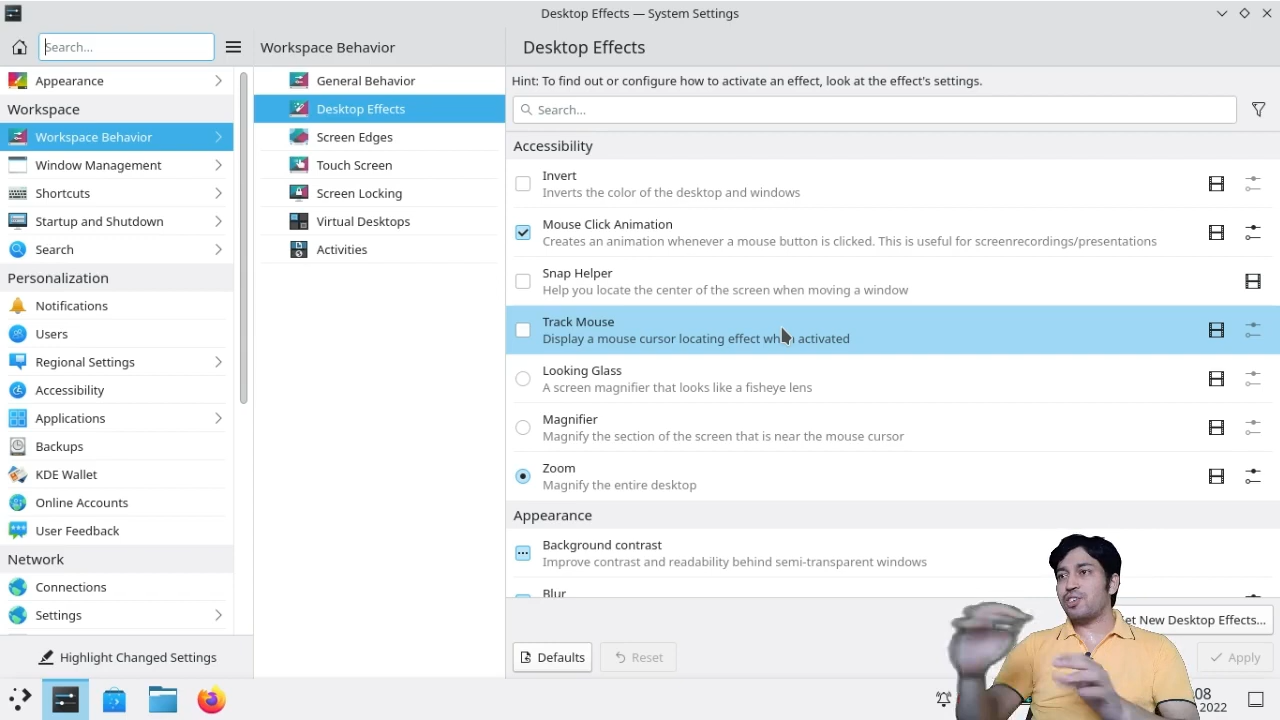 Desktop Effects — System Settings
Search...
Workspace Behavior
Desktop Effects
Appearance
Workspace
Workspace Behavior
Window Management
Shortcuts
Startup and Shutdown
Search
Personalization
Notifications
Users
Regional Settings
Accessibility
Applications
Backups
KDE Wallet
Online Accounts
User Feedback
Network
Connections
Settings
Highlight Changed Settings
General Behavior
Desktop Effects
Screen Edges
Touch Screen
Screen Locking
Virtual Desktops
Activities
Hint: To find out or configure how to activate an effect, look at the effect's settings.
Search...
Accessibility
Invert
Inverts the color of the desktop and windows
Mouse Click Animation
Creates an animation whenever a mouse button is clicked. This is useful for screenrecordings/presentations
Snap Helper
Help you locate the center of the screen when moving a window
Track Mouse
Display a mouse cursor locating effect when activated
Looking Glass
A screen magnifier that looks like a fisheye lens
Magnifier
Magnify the section of the screen that is near the mouse cursor
Zoom
Magnify the entire desktop
Appearance
Background contrast
Improve contrast and readability behind semi-transparent windows
Blur
Get New Desktop Effects...
Defaults
Reset
Apply
08
2022